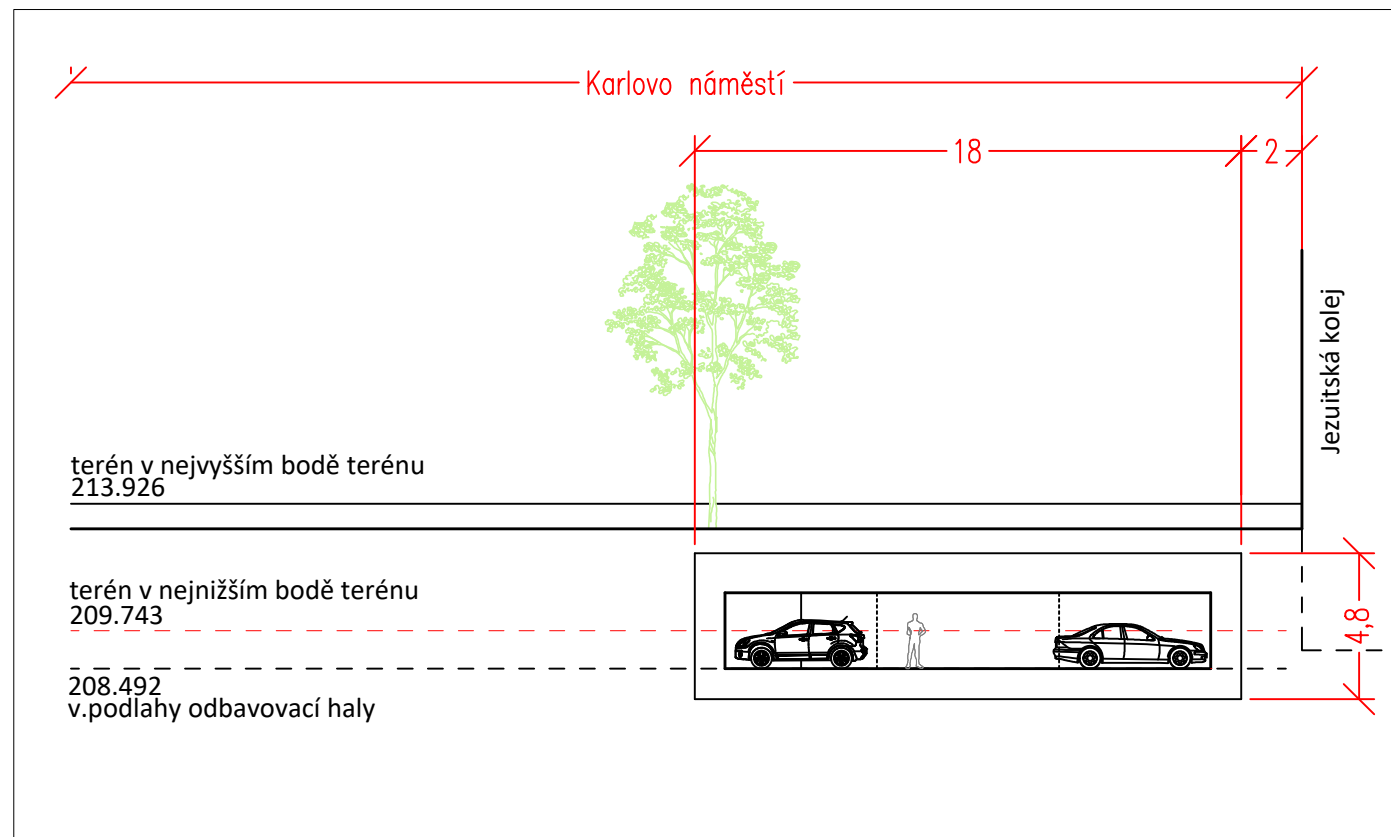 Karlovo náměstí
18
2
Jezuitská kolej
terén v nejvyšším bodě terénu
213.926
terén v nejnižším bodě terénu
209.743
4,8
208.492
v.podlahy odbavovací haly